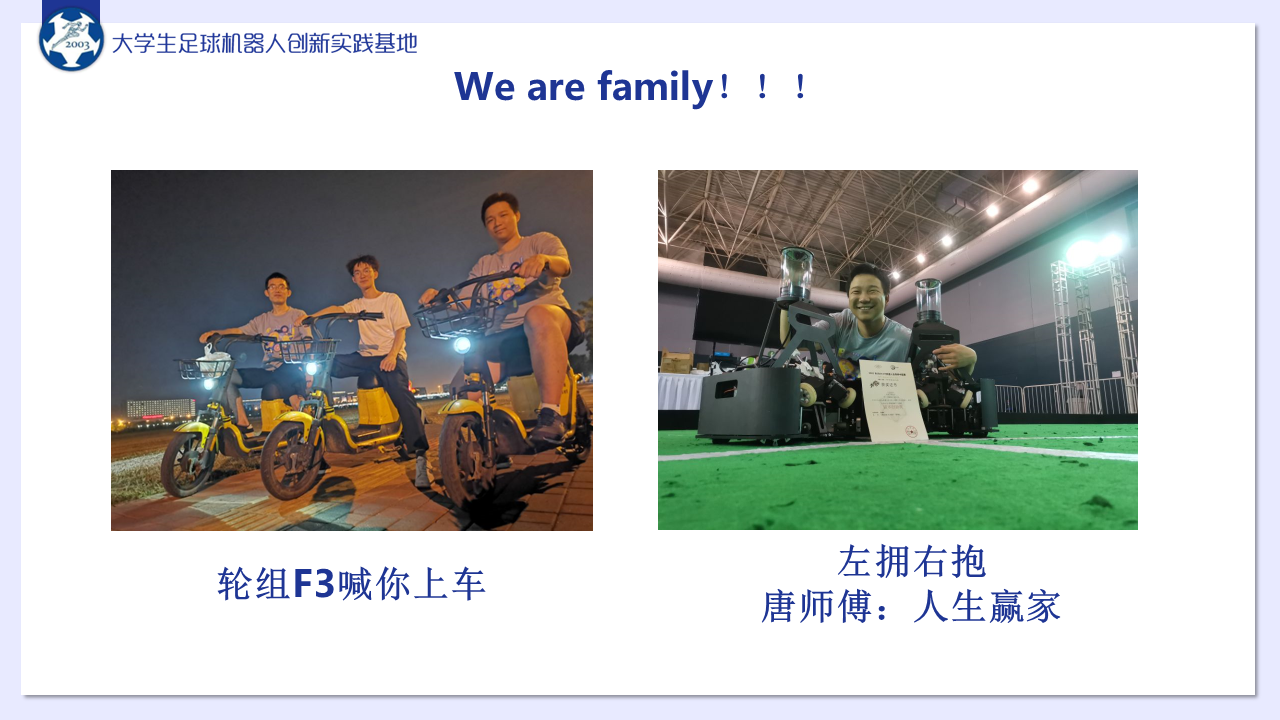 2003
大学生足球机器人创新实践基地
We are family！！！
轮组F3喊你上车
左拥右抱
唐师傅：人生赢家